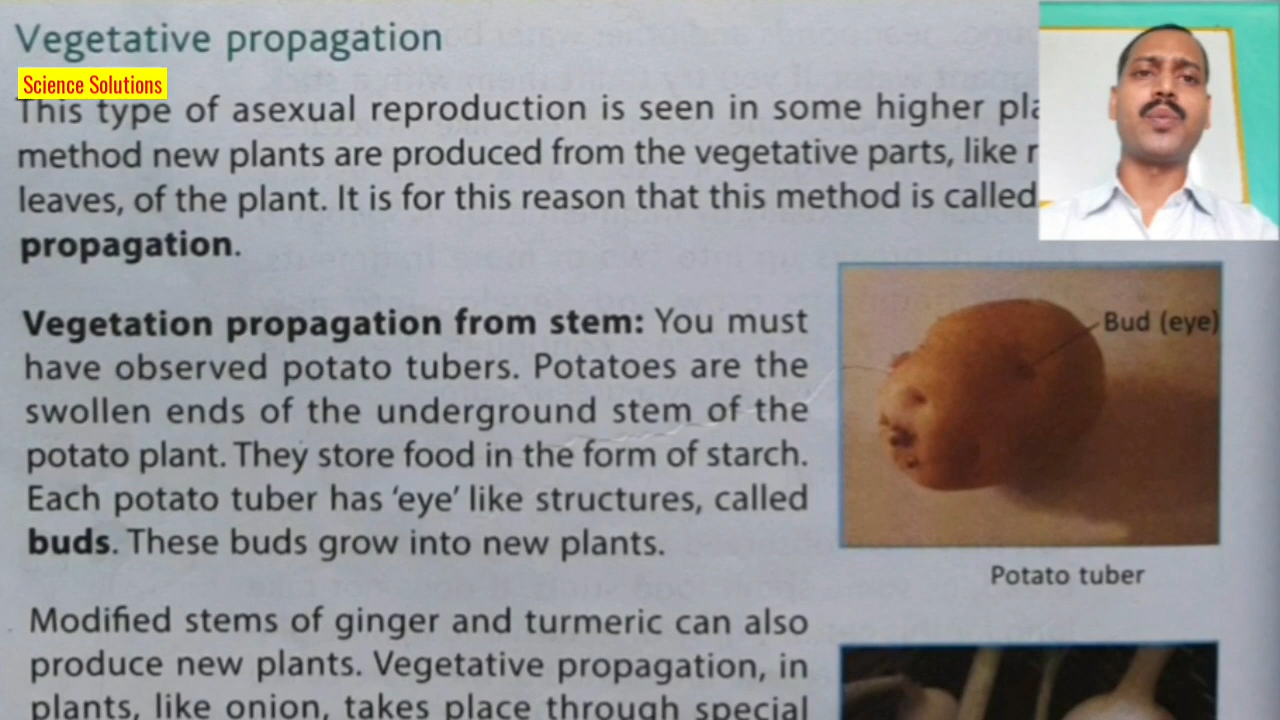 Vegetative propagation
Science Solutions
This type of asexual reproduction is seen in some higher
method new plants are produced from the vegetative parts, like
leaves, of the plant. It is for this reason that this method is called
propagation.
Vegetation propagation from stem: You must
have observed potato tubers. Potatoes are the
swollen ends of the underground stem of the
potato plant. They store food in the form of starch.
Each potato tuber has ‘eye’ like structures, called
buds. These buds grow into new plants.
Bud (eye)
Potato tuber
Modified stems of ginger and turmeric can also
produce new plants. Vegetative propagation, in
plants, like onion, takes place through special